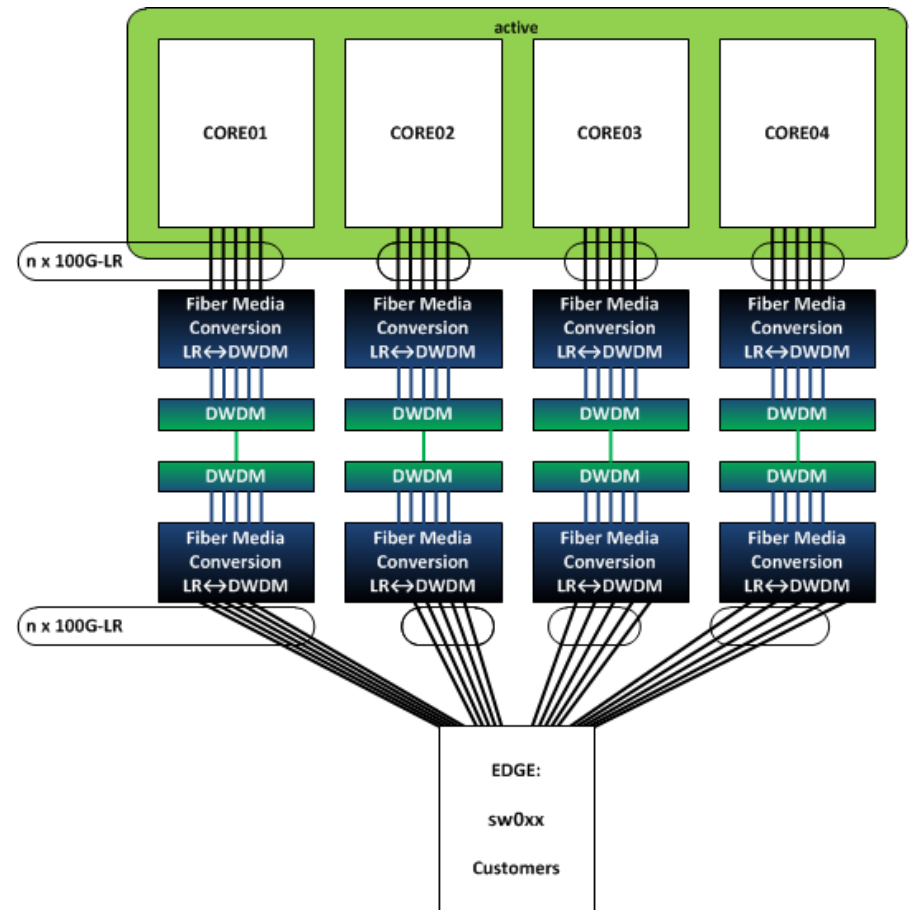 active
CORE01
CORE02
CORE03
CORE04
n x 100G-LR
Fiber Media
Conversion
LR↔DWDM
Fiber Media
Conversion
LR↔DWDM
Fiber Media
Conversion
LR↔DWDM
Fiber Media
Conversion
LR↔DWDM
DWDM
DWDM
DWDM
DWDM
DWDM
DWDM
DWDM
DWDM
Fiber Media
Conversion
LR↔DWDM
Fiber Media
Conversion
LR↔DWDM
Fiber Media
Conversion
LR↔DWDM
Fiber Media
Conversion
LR↔DWDM
n x 100G-LR
EDGE:
sw0xx
Customers